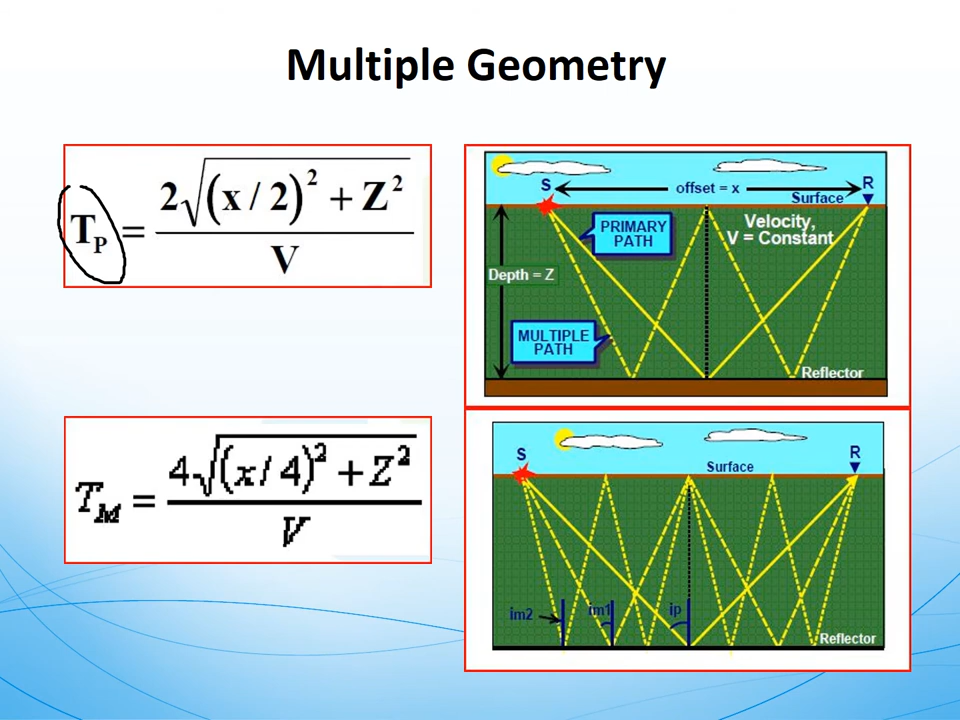 Multiple Geometry
T_P = 2√((x / 2)² + Z²) / V
S
offset = x
R
Surface
PRIMARY
PATH
Velocity,
V = Constant
Depth = Z
MULTIPLE
PATH
Reflector
T_M = 4√((x / 4)² + Z²) / V
S
R
Surface
im2
im1
ip
Reflector